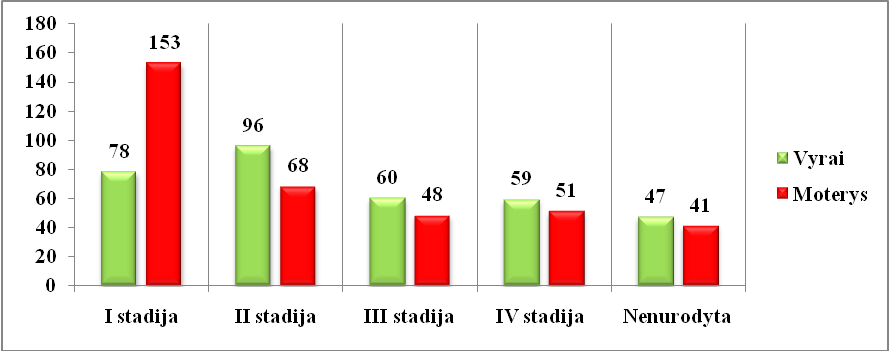 180
160
140
120
100
80
60
40
20
0
78
153
96
68
60
48
59
51
47
41
I stadija
II stadija
III stadija
IV stadija
Nenurodyta
Vyrai
Moterys